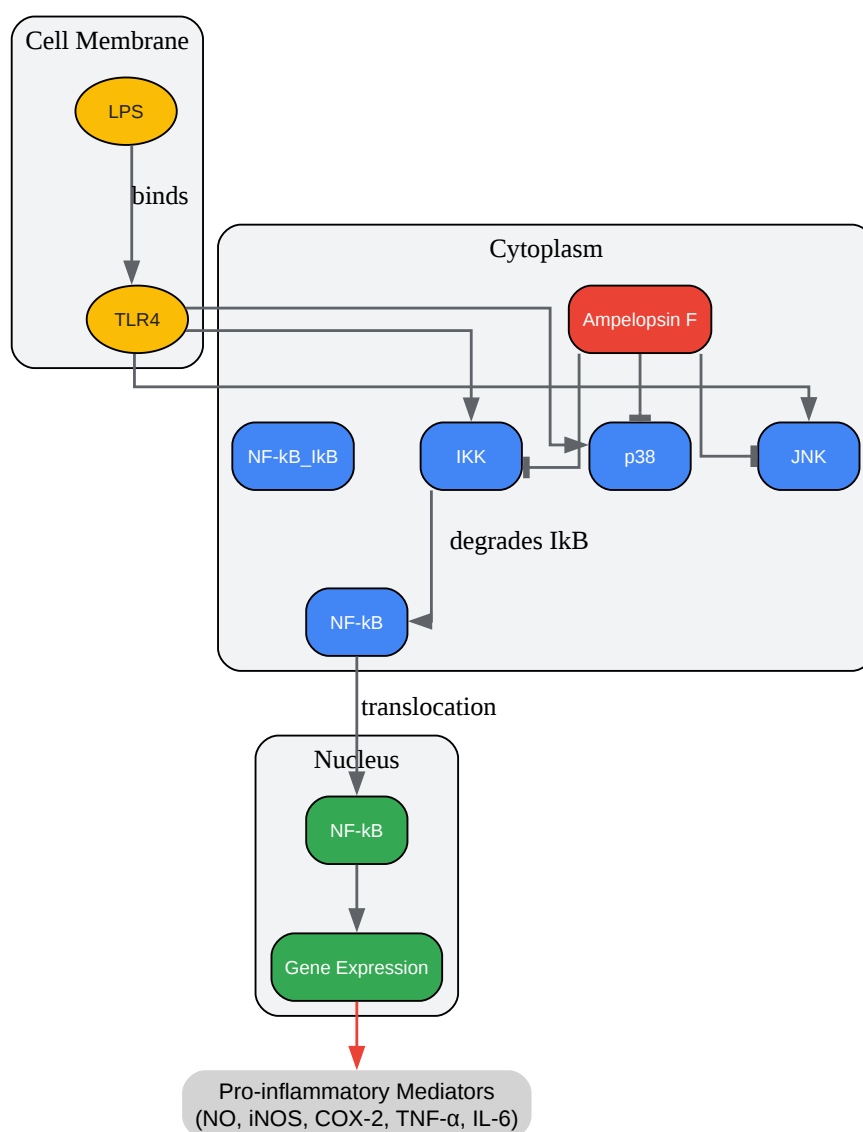 Cell Membrane
LPS
binds
TLR4
Cytoplasm
Ampelopsin F
NF-kB_IkB
IKK
p38
JNK
degrades IkB
NF-kB
translocation
Nucleus
NF-kB
Gene Expression
Pro-inflammatory Mediators
(NO, iNOS, COX-2, TNF-α, IL-6)